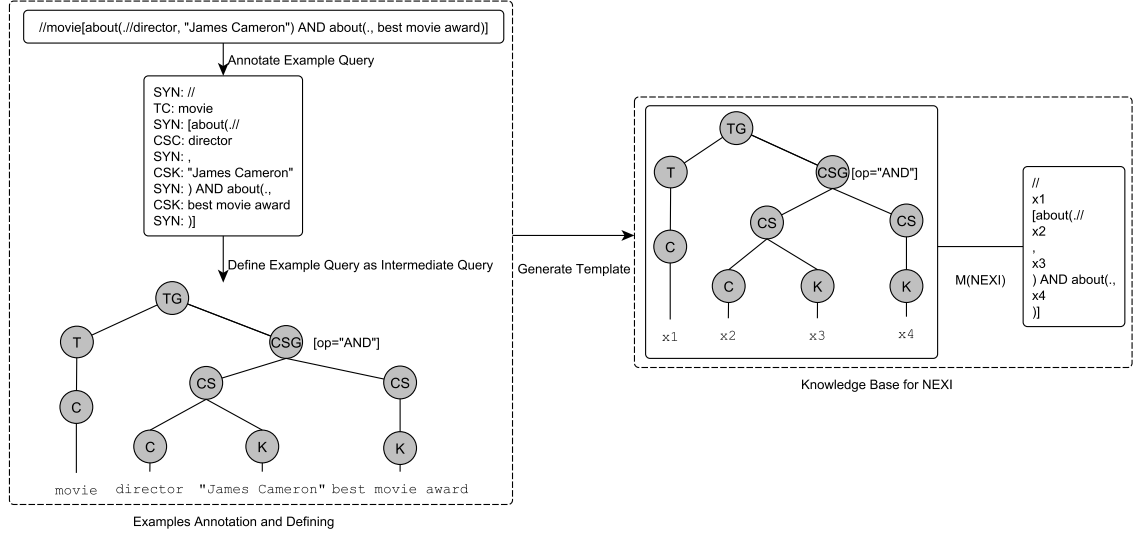 //movie[about(.//director, "James Cameron") AND about(., best movie award)]
Annotate Example Query
SYN: //
TC: movie
SYN: [about(.//
CSC: director
SYN: ,
CSK: "James Cameron"
SYN: ) AND about(.,
CSK: best movie award
SYN: )]
Define Example Query as Intermediate Query
TG
T
CSG [op="AND"]
CS
CS
C
C
K
K
movie director "James Cameron" best movie award
Examples Annotation and Defining
Generate Template
TG
T
CSG [op="AND"]
CS
CS
C
C
K
K
x1 x2 x3 x4
M(NEXI)
//
x1
[about(.//
x2
,
x3
) AND about(.,
x4
)]
Knowledge Base for NEXI